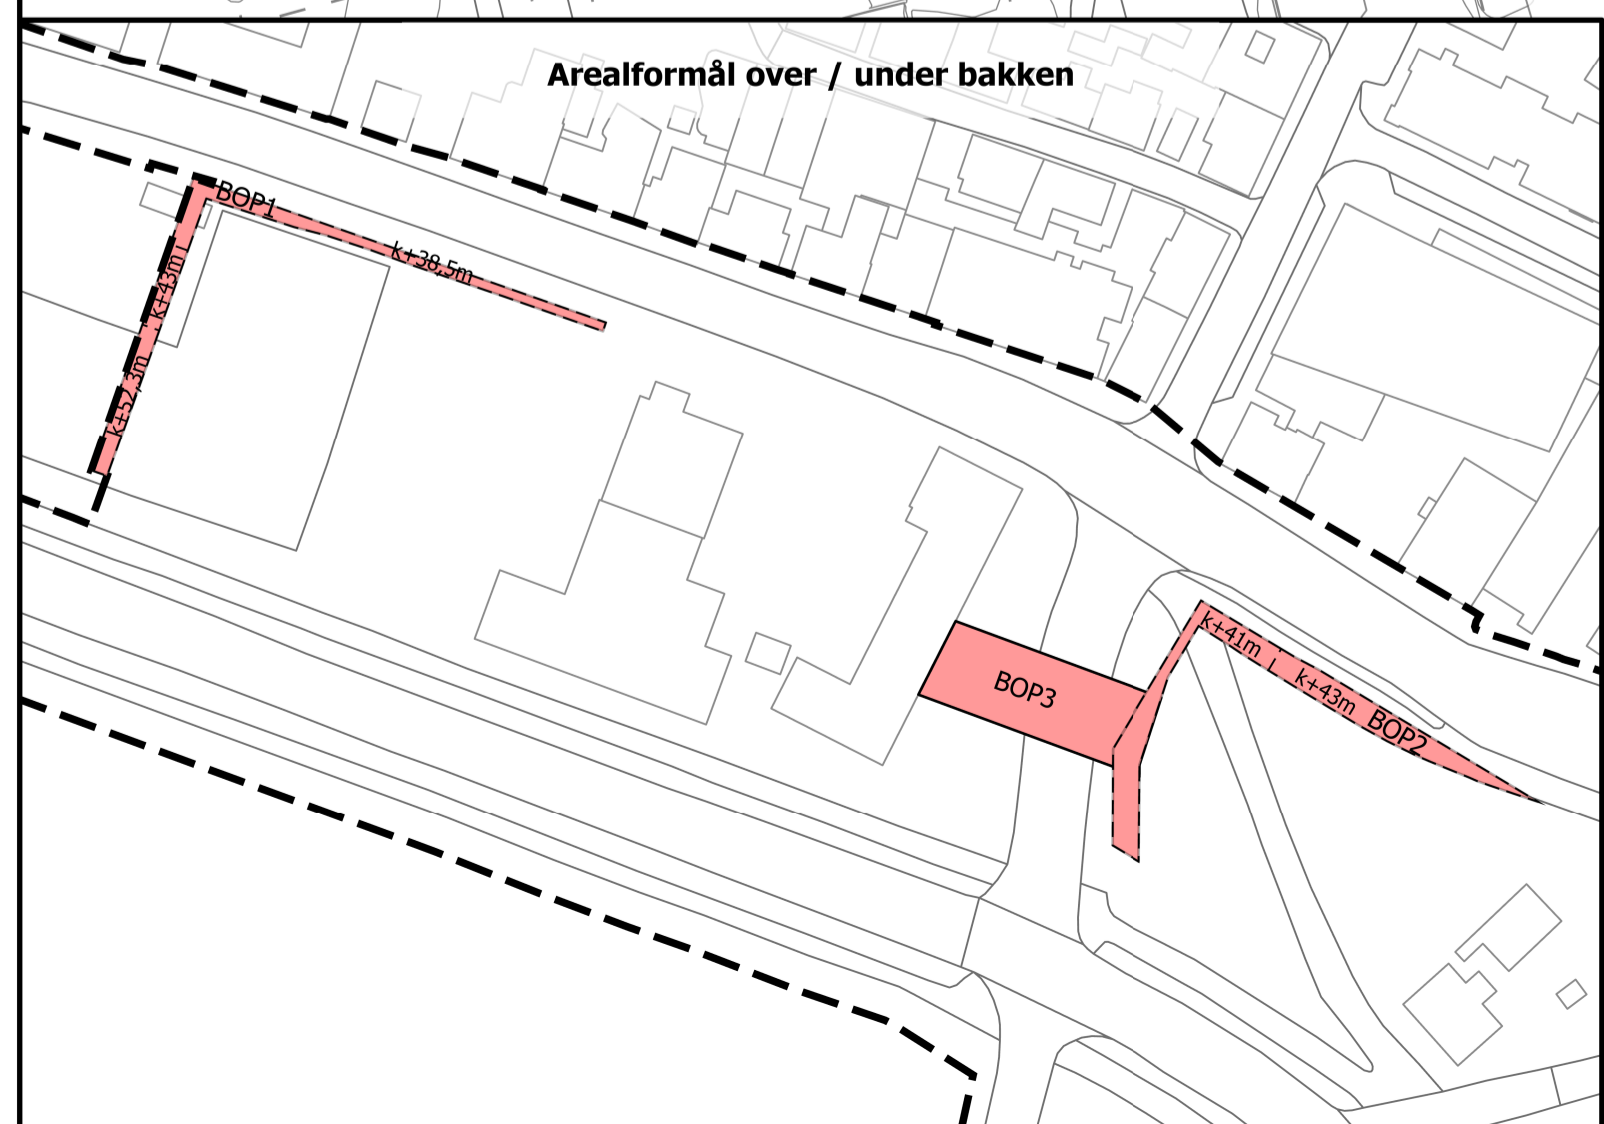 Arealformål over / under bakken
BOP1
k+38,5m
k+43m
k+52,3m
k+41m
k+43m
BOP2
BOP3